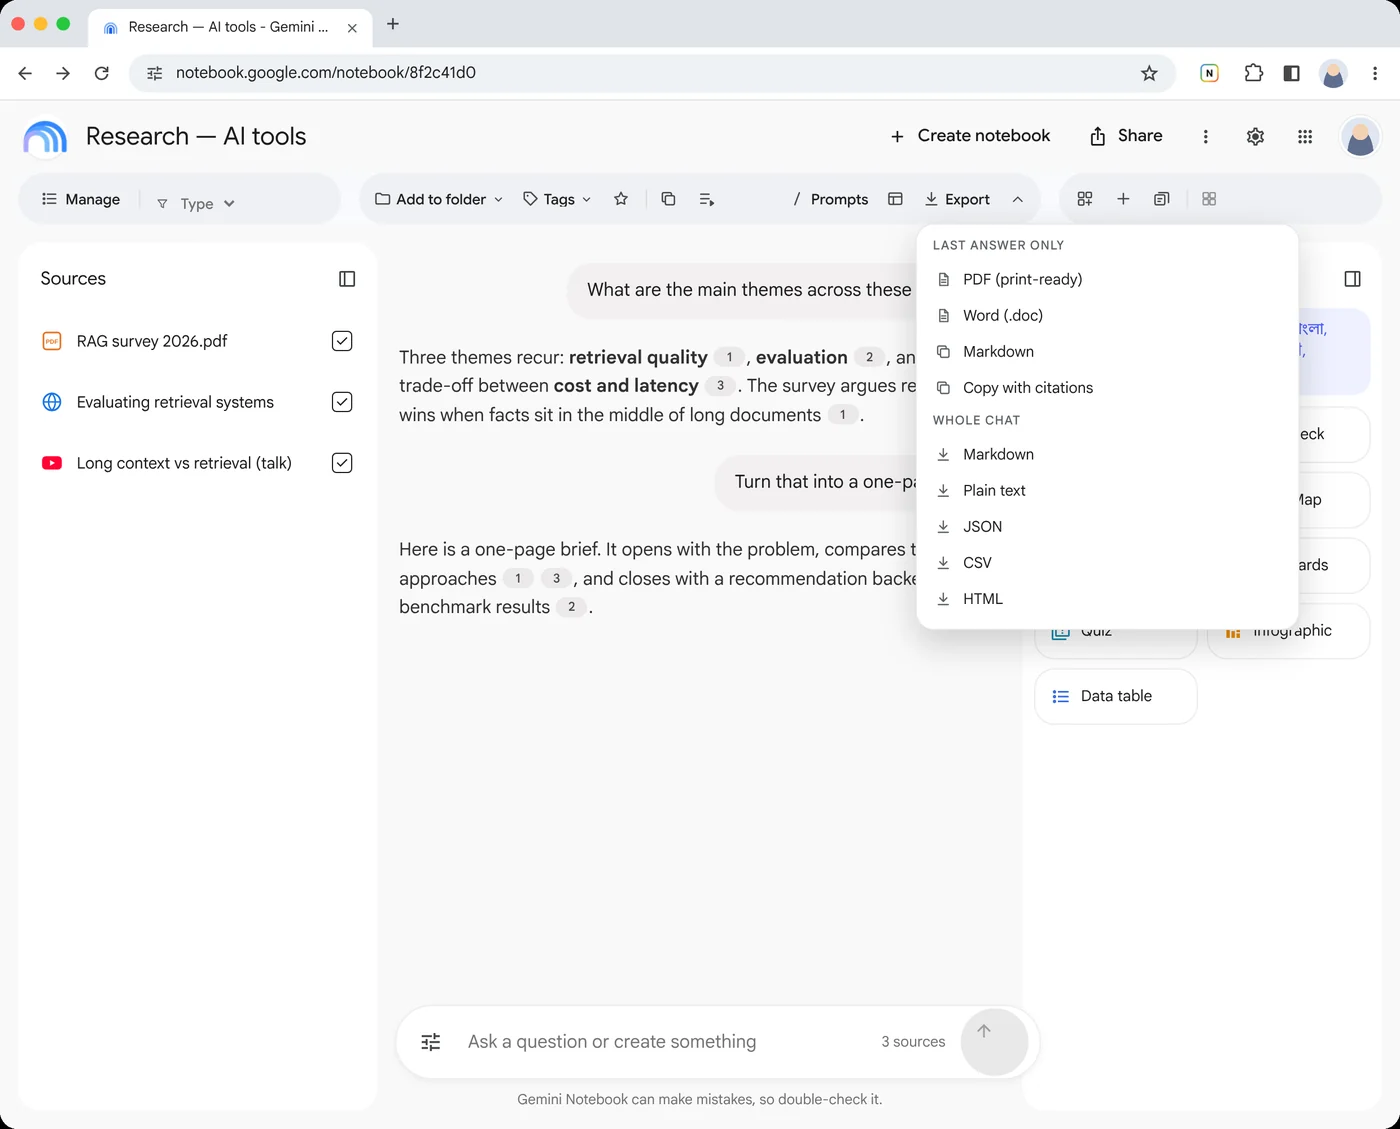 Research — AI tools - Gemini ...
notebook.google.com/notebook/8f2c41d0
N
Research — AI tools
Create notebook
Share
Manage
Type
Add to folder
Tags
/ Prompts
Export
Sources
PDF
RAG survey 2026.pdf
Evaluating retrieval systems
Long context vs retrieval (talk)
What are the main themes across these
Three themes recur: retrieval quality 1 , evaluation 2 , an
trade-off between cost and latency 3 . The survey argues re
wins when facts sit in the middle of long documents 1 .
Turn that into a one-pa
Here is a one-page brief. It opens with the problem, compares t
approaches 1 3 , and closes with a recommendation backe
benchmark results 2 .
LAST ANSWER ONLY
PDF (print-ready)
Word (.doc)
Markdown
Copy with citations
WHOLE CHAT
Markdown
Plain text
JSON
CSV
HTML
eck
Map
ards
Quiz
Infographic
Data table
Ask a question or create something
3 sources
Gemini Notebook can make mistakes, so double-check it.